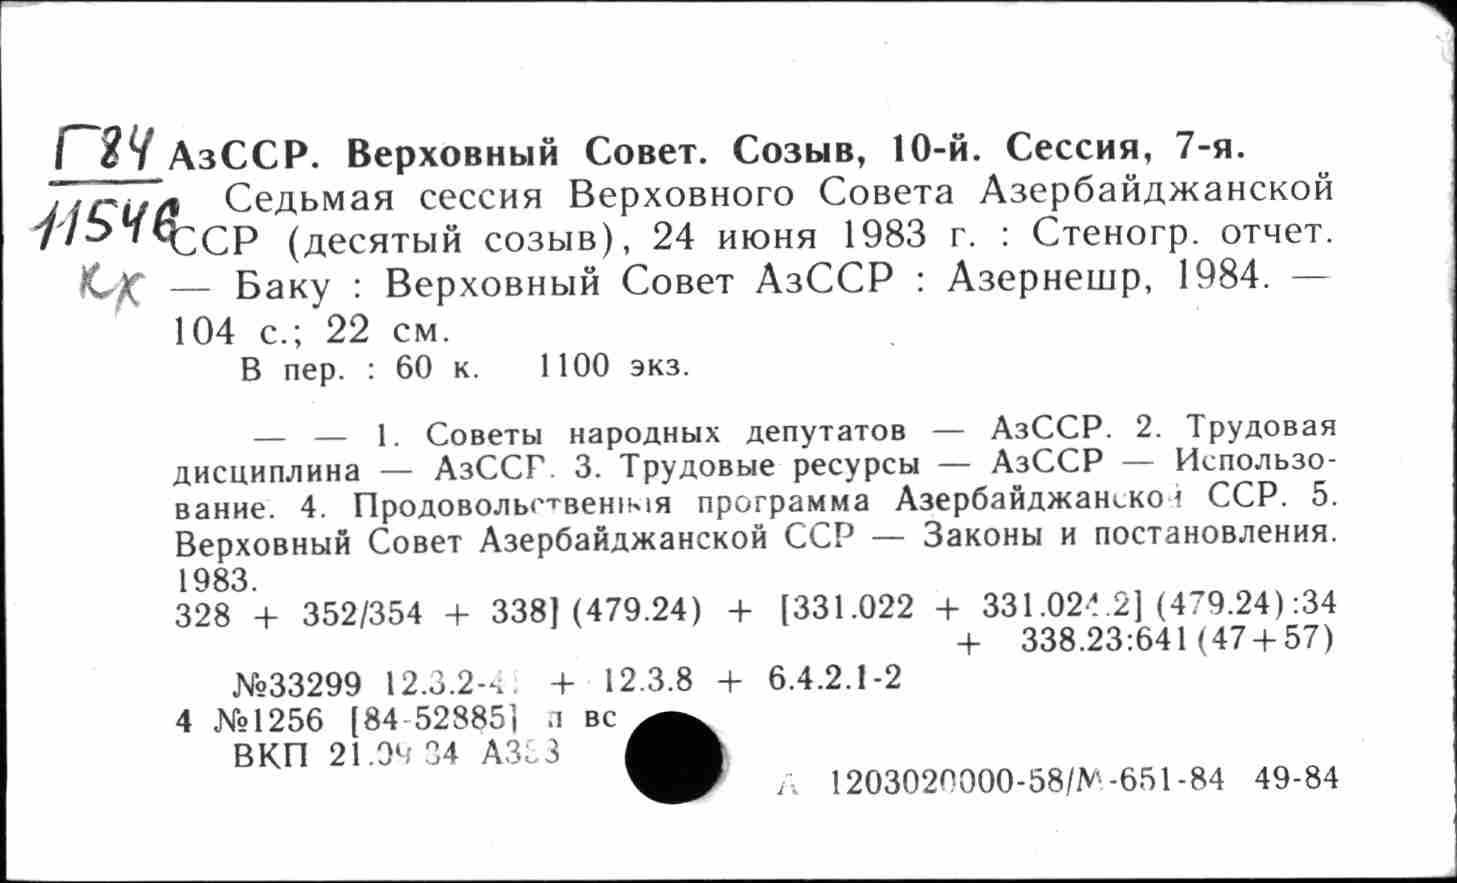 Г84 АзССР. Верховный Совет. Созыв, 10-й. Сессия, 7-я.
Седьмая сессия Верховного Совета Азербайджанской
11546 ССР (десятый созыв), 24 июня 1983 г. : Стеногр. отчет.
кх — Баку : Верховный Совет АзССР : Азернешр, 1984. —
104 с.; 22 см.
В пер. : 60 к. 1100 экз.
— — 1. Советы народных депутатов — АзССР. 2. Трудовая
дисциплина — АзССР. 3. Трудовые ресурсы — АзССР — Использо-
вание. 4. Продовольственная программа Азербайджанской ССР. 5.
Верховный Совет Азербайджанской ССР — Законы и постановления.
1983.
328 + 352/354 + 338] (479.24) + [331.022 + 331.024.2] (479.24):34
+ 338.23:641 (47+57)
№33299 12.3.2-4 + 12.3.8 + 6.4.2.1-2
4 №1256 [84-52885] п вс
ВКП 21.09 84
1203020000-58/М-651-84 49-84